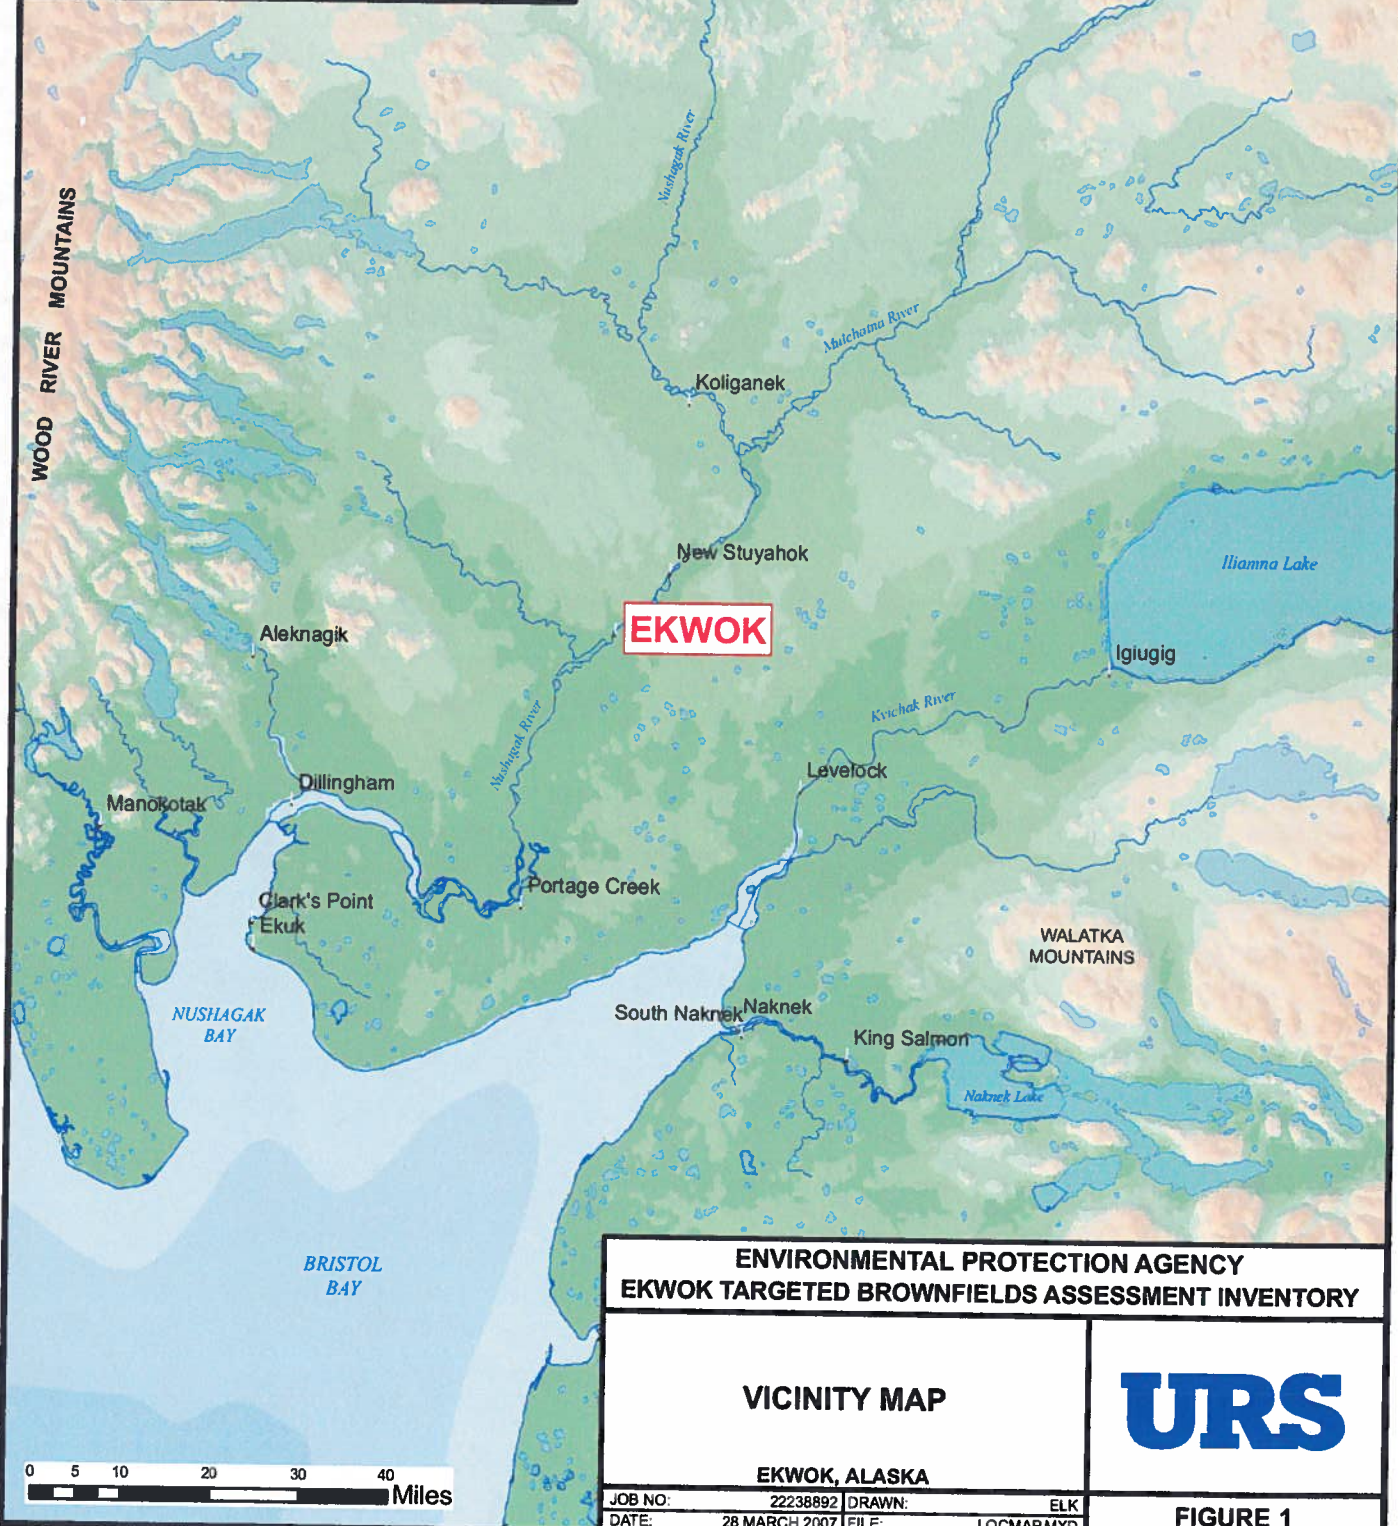 WOOD RIVER MOUNTAINS
Nushagak River
Mulchatna River
Koliganek
New Stuyahok
Iliamna Lake
EKWOK
Aleknagik
Igiugig
Kvichak River
Nushagak River
Levelock
Dillingham
Manokotak
Portage Creek
Clark's Point
Ekuk
WALATKA
MOUNTAINS
NUSHAGAK
BAY
South Naknek
Naknek
King Salmon
Naknek Lake
BRISTOL
BAY
ENVIRONMENTAL PROTECTION AGENCY
EKWOK TARGETED BROWNFIELDS ASSESSMENT INVENTORY
VICINITY MAP
URS
EKWOK, ALASKA
0 5 10 20 30 40
Miles
JOB NO: 22238892 DRAWN: ELK
DATE: 28 MARCH 2007 FILE: LOCMAP.MXD
FIGURE 1